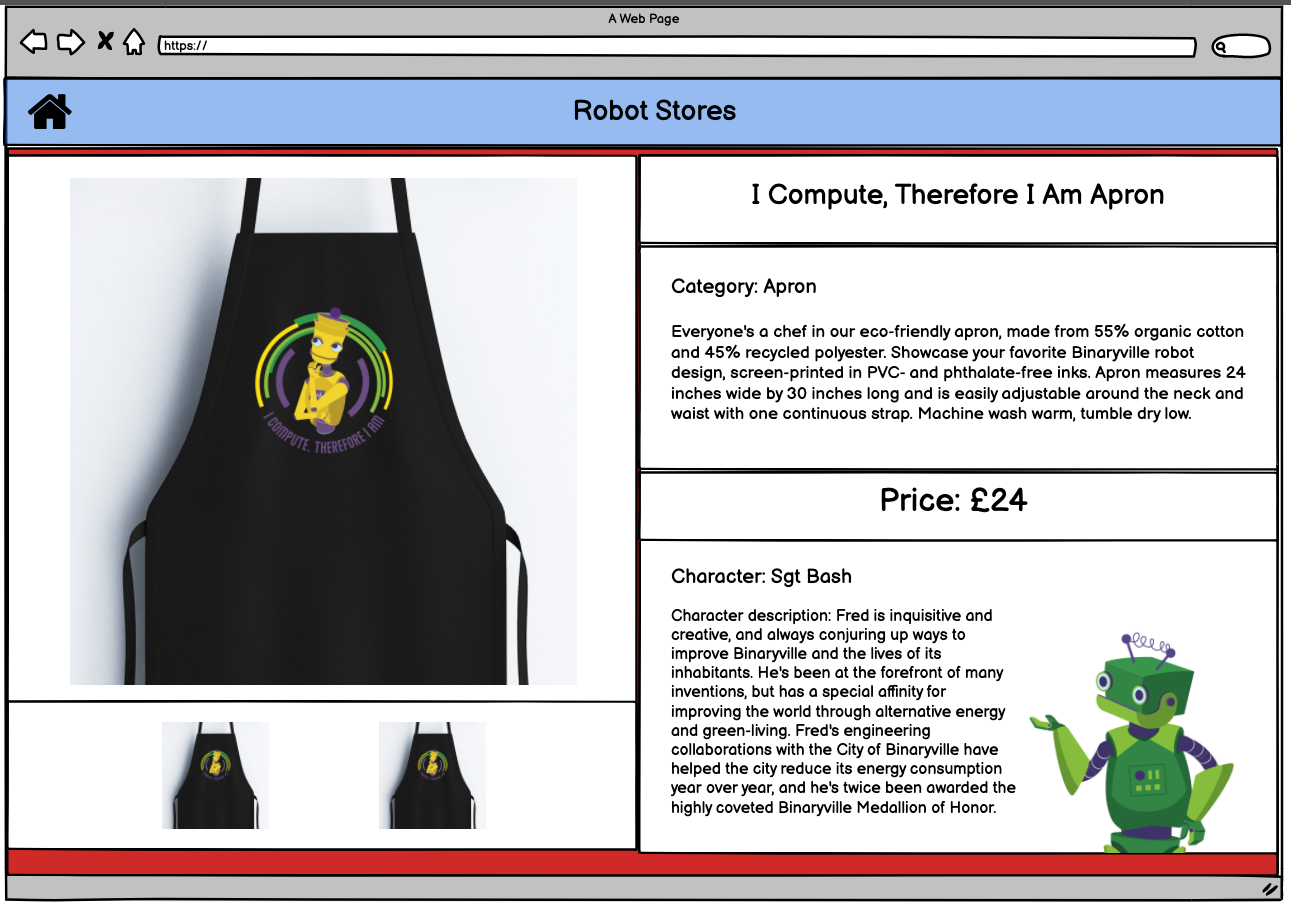 A Web Page
https://
Robot Stores
I COMPUTE, THEREFORE I AM
I Compute, Therefore I Am Apron
Category: Apron
Everyone's a chef in our eco-friendly apron, made from 55% organic cotton
and 45% recycled polyester. Showcase your favorite Binaryville robot
design, screen-printed in PVC- and phthalate-free inks. Apron measures 24
inches wide by 30 inches long and is easily adjustable around the neck and
waist with one continuous strap. Machine wash warm, tumble dry low.
Price: £24
Character: Sgt Bash
Character description: Fred is inquisitive and
creative, and always conjuring up ways to
improve Binaryville and the lives of its
inhabitants. He's been at the forefront of many
inventions, but has a special affinity for
improving the world through alternative energy
and green-living. Fred's engineering
collaborations with the City of Binaryville have
helped the city reduce its energy consumption
year over year, and he's twice been awarded the
highly coveted Binaryville Medallion of Honor.